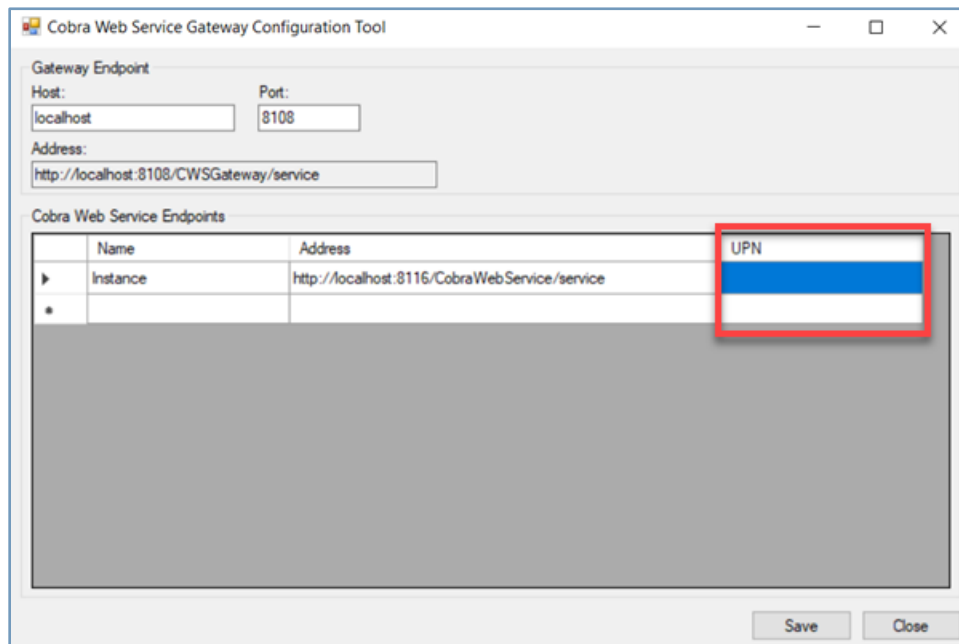 Cobra Web Service Gateway Configuration Tool
Gateway Endpoint
Host: Port:
localhost 8108
Address:
http://localhost:8108/CWSGateway/service
Cobra Web Service Endpoints
Name Address UPN
Instance http://localhost:8116/CobraWebService/service
Save Close